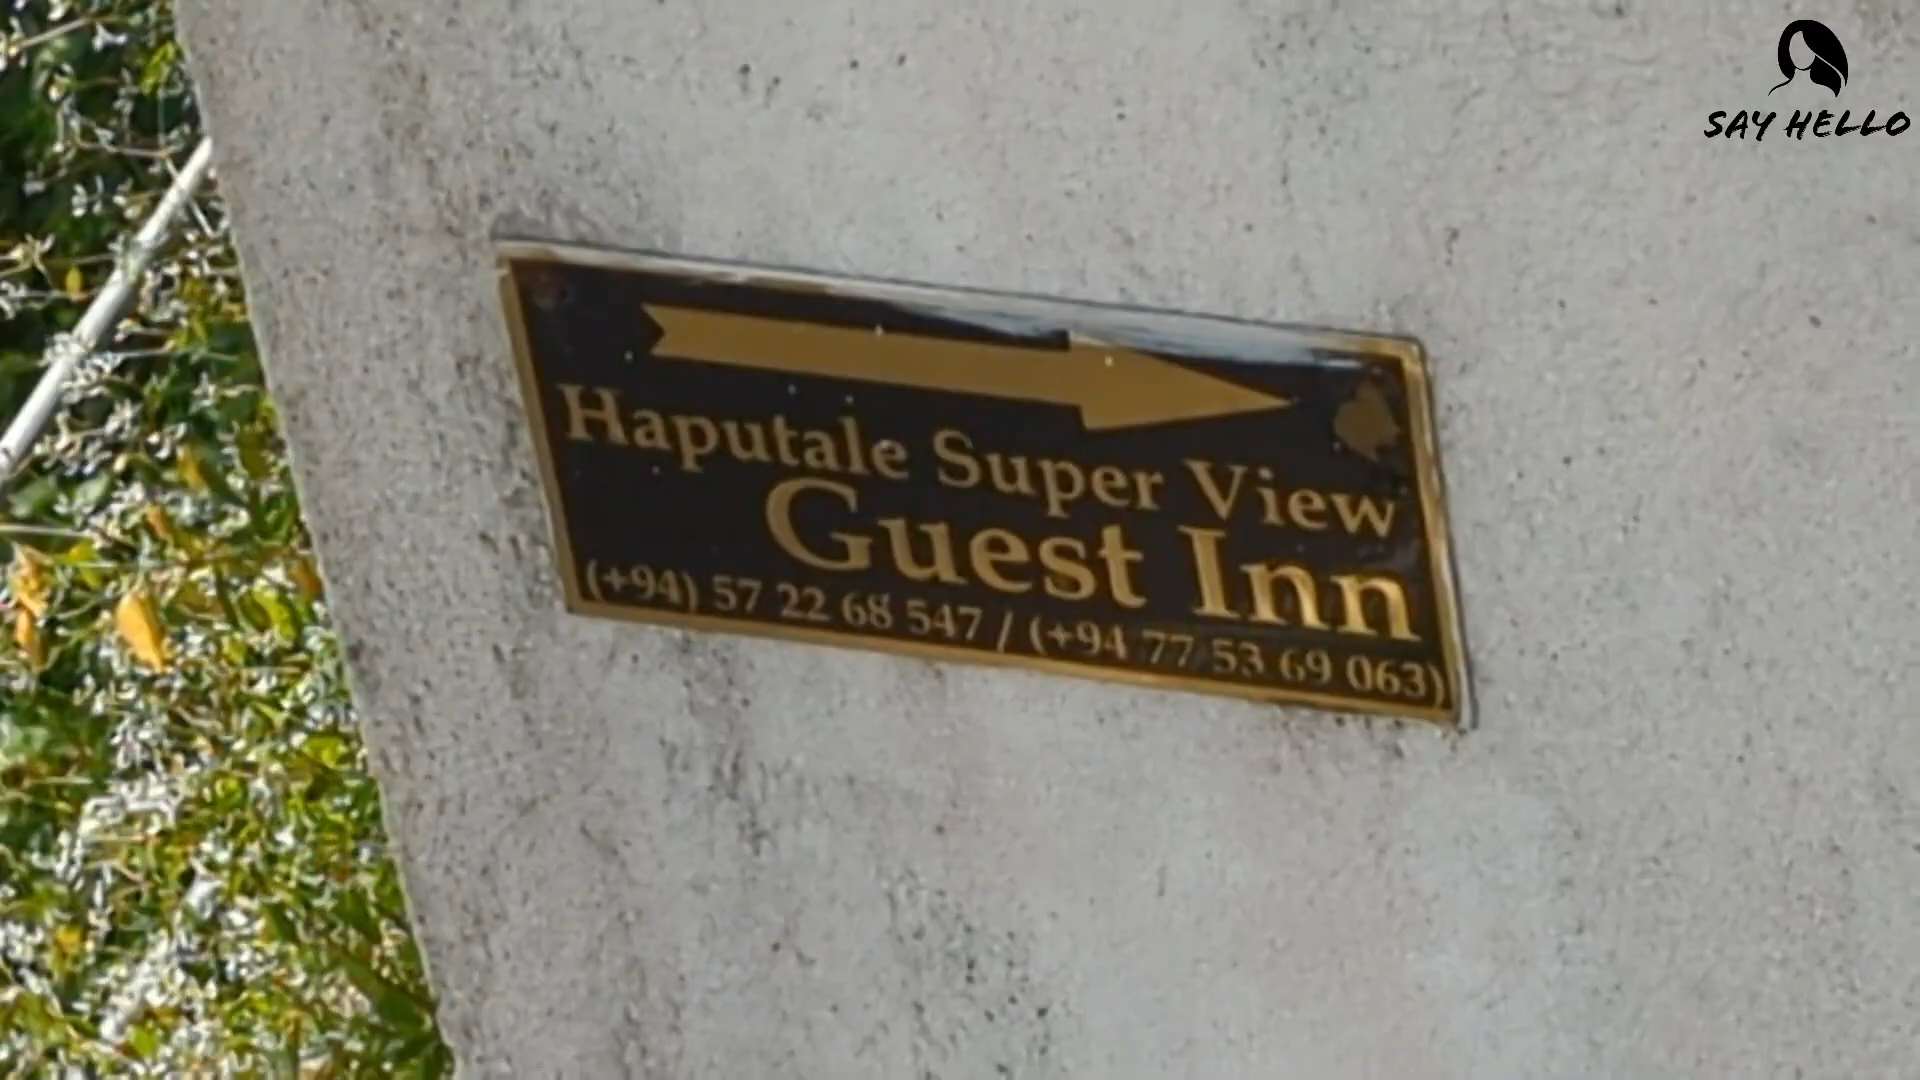 SAY HELLO
Haputale Super View
Guest Inn
(+94) 57 22 68 547 / (+94 77 53 69 063)